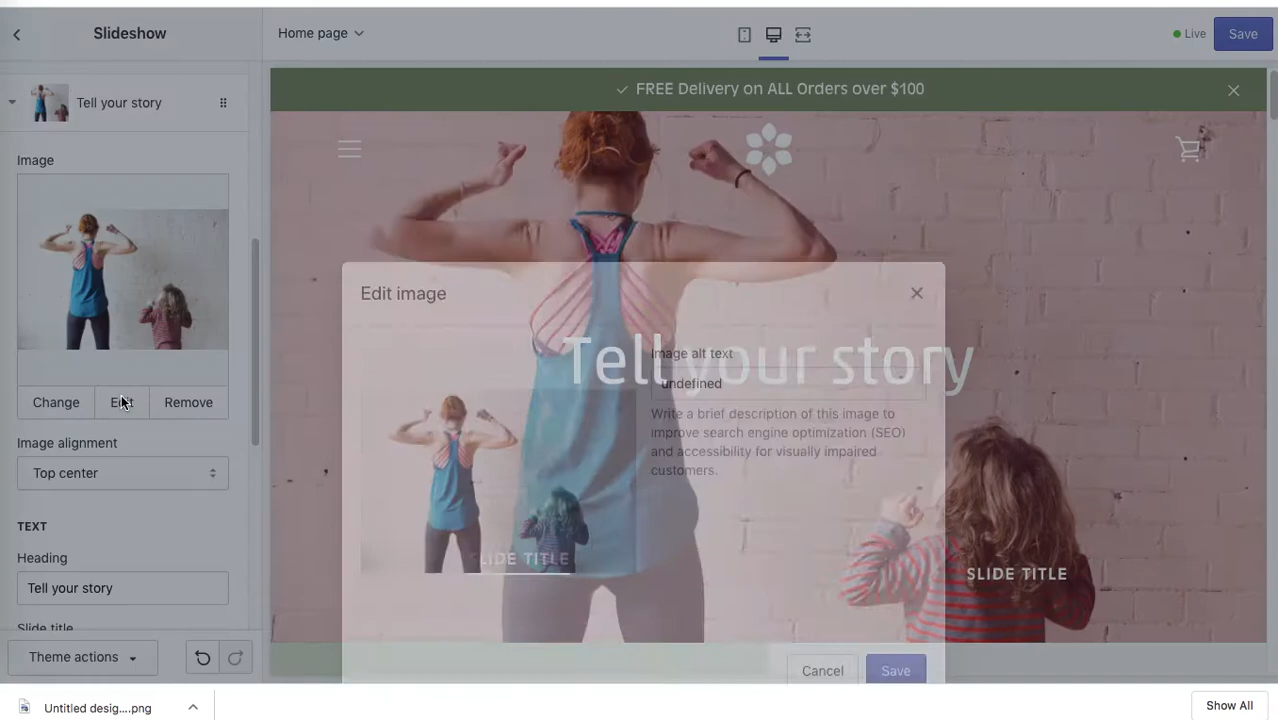 Slideshow
Home page
Live
Save
Tell your story
FREE Delivery on ALL Orders over $100
Image
Edit image
Tell your story
Image alt text
undefined
Write a brief description of this image to
improve search engine optimization (SEO)
and accessibility for visually impaired
customers.
Change
Edit
Remove
Image alignment
Top center
TEXT
Heading
Tell your story
Slide title
SLIDE TITLE
SLIDE TITLE
Cancel
Save
Theme actions
Untitled desig....png
Show All